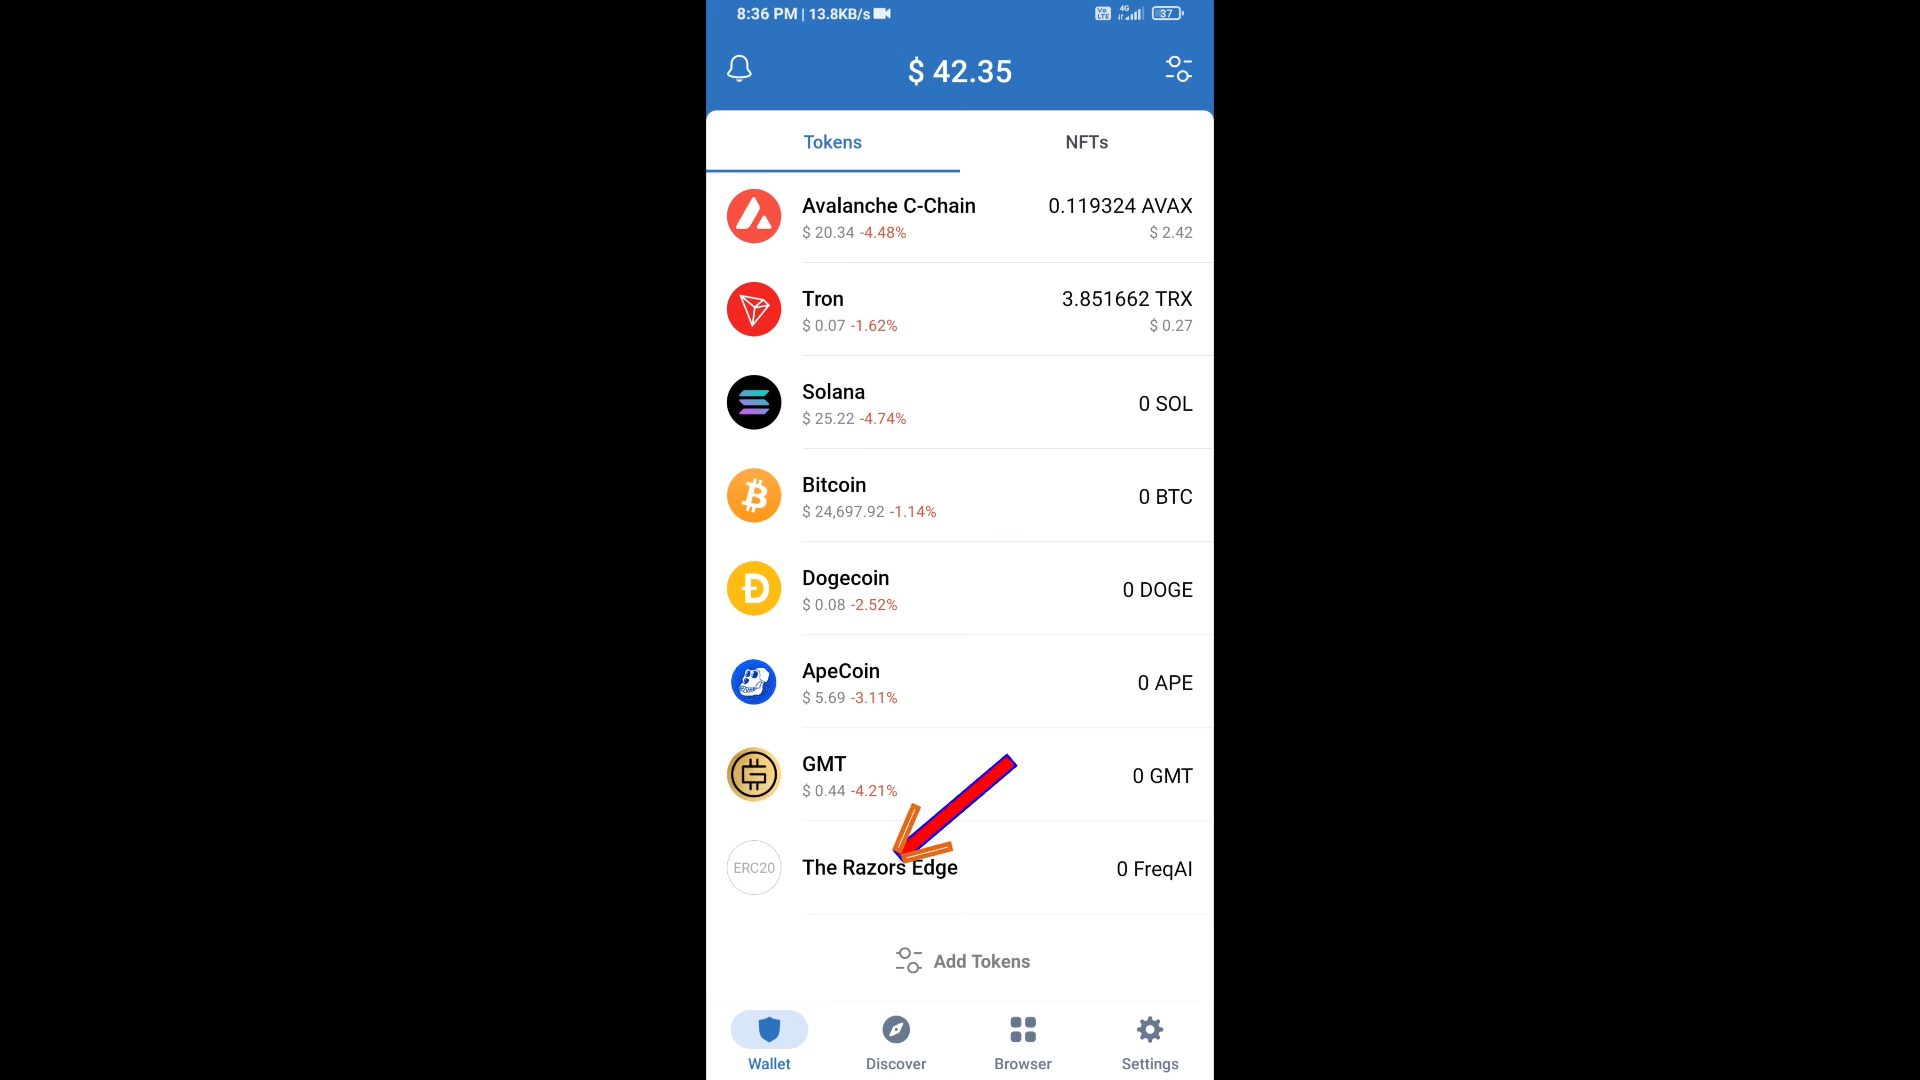 8:36 PM | 13.8KB/s
Vo LTE 4G 37
$ 42.35
Tokens NFTs
Avalanche C-Chain 0.119324 AVAX
$ 20.34 -4.48% $ 2.42
Tron 3.851662 TRX
$ 0.07 -1.62% $ 0.27
Solana 0 SOL
$ 25.22 -4.74%
Bitcoin 0 BTC
$ 24,697.92 -1.14%
Dogecoin 0 DOGE
$ 0.08 -2.52%
ApeCoin 0 APE
$ 5.69 -3.11%
GMT 0 GMT
$ 0.44 -4.21%
ERC20 The Razors Edge 0 FreqAI
Add Tokens
Wallet Discover Browser Settings